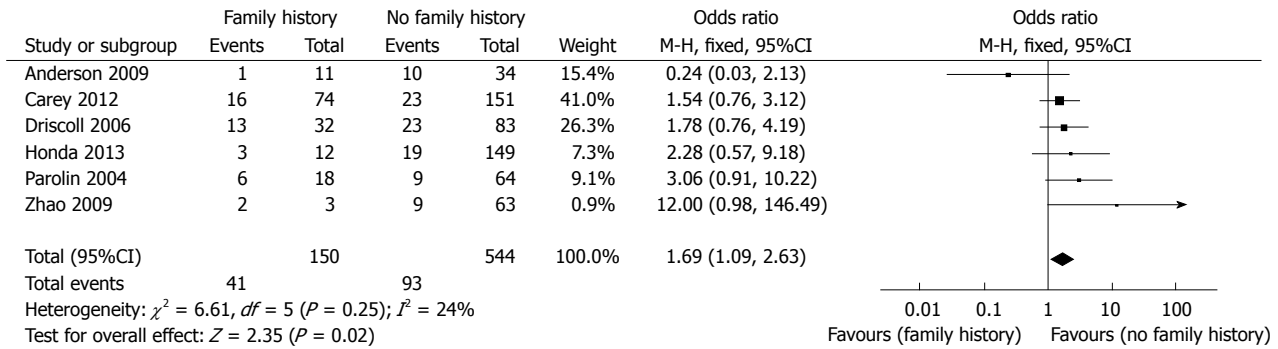 Family history No family history Odds ratio Odds ratio
Study or subgroup Events Total Events Total Weight M-H, fixed, 95%CI M-H, fixed, 95%CI
Anderson 2009 1 11 10 34 15.4% 0.24 (0.03, 2.13)
Carey 2012 16 74 23 151 41.0% 1.54 (0.76, 3.12)
Driscoll 2006 13 32 23 83 26.3% 1.78 (0.76, 4.19)
Honda 2013 3 12 19 149 7.3% 2.28 (0.57, 9.18)
Parolin 2004 6 18 9 64 9.1% 3.06 (0.91, 10.22)
Zhao 2009 2 3 9 63 0.9% 12.00 (0.98, 146.49)
Total (95%CI) 150 544 100.0% 1.69 (1.09, 2.63)
Total events 41 93
Heterogeneity: χ² = 6.61, df = 5 (P = 0.25); I² = 24%
Test for overall effect: Z = 2.35 (P = 0.02)
0.01 0.1 1 10 100
Favours (family history) Favours (no family history)